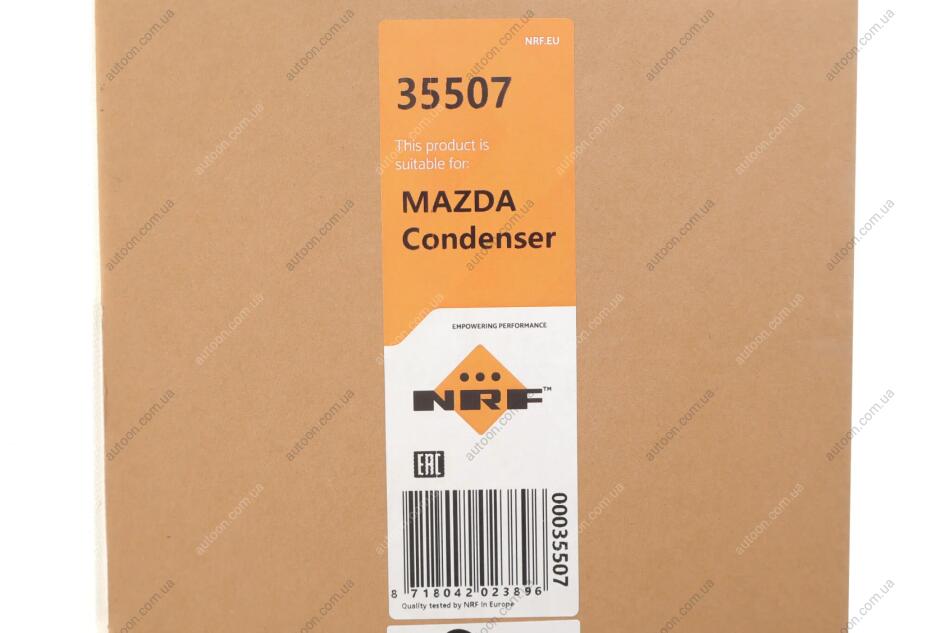 NRF.EU
35507
This product is
suitable for:
MAZDA
Condenser
EMPOWERING PERFORMANCE
NRF™
EAC
00035507
8 718042 023896
Quality tested by NRF in Europe
autoon.com.ua